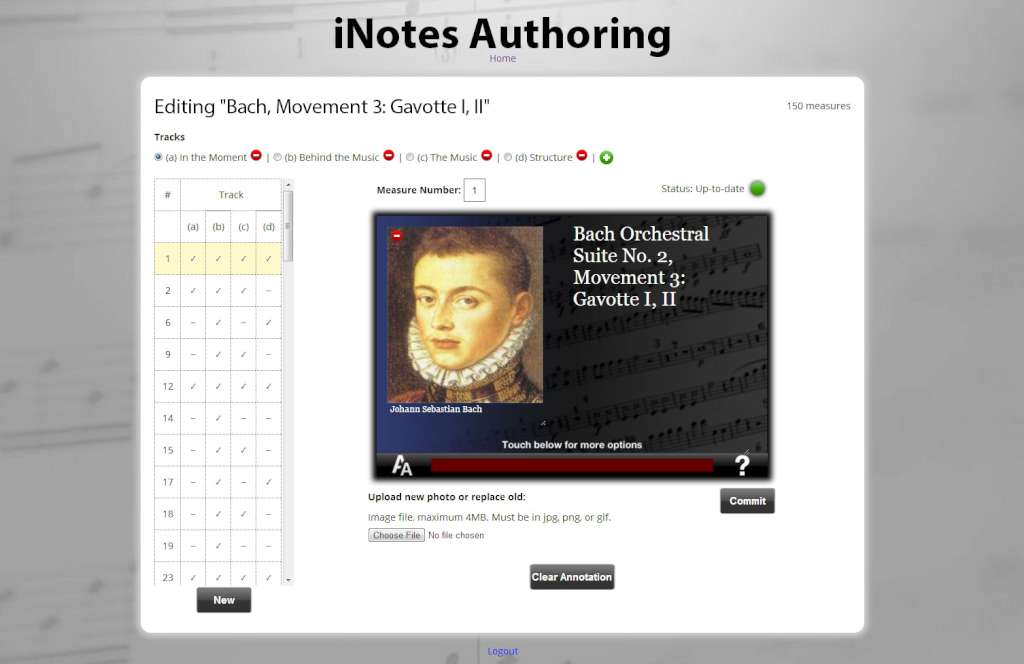 iNotes Authoring
Home
Editing "Bach, Movement 3: Gavotte I, II"
150 measures
Tracks
(a) In the Moment | (b) Behind the Music | (c) The Music | (d) Structure |
# Track
(a) (b) (c) (d)
1 ✓ ✓ ✓ ✓
2 ✓ ✓ ✓ –
6 – ✓ – ✓
9 – ✓ ✓ –
12 ✓ ✓ ✓ ✓
14 – ✓ – –
15 – ✓ ✓ –
17 – ✓ – ✓
18 – ✓ – –
19 – ✓ ✓ –
23 ✓ ✓ ✓ ✓
New
Measure Number: 1
Status: Up-to-date
Bach Orchestral
Suite No. 2,
Movement 3:
Gavotte I, II
Johann Sebastian Bach
Touch below for more options
AA ?
Upload new photo or replace old:
Commit
Image file, maximum 4MB. Must be in jpg, png, or gif.
Choose File No file chosen
Clear Annotation
Logout